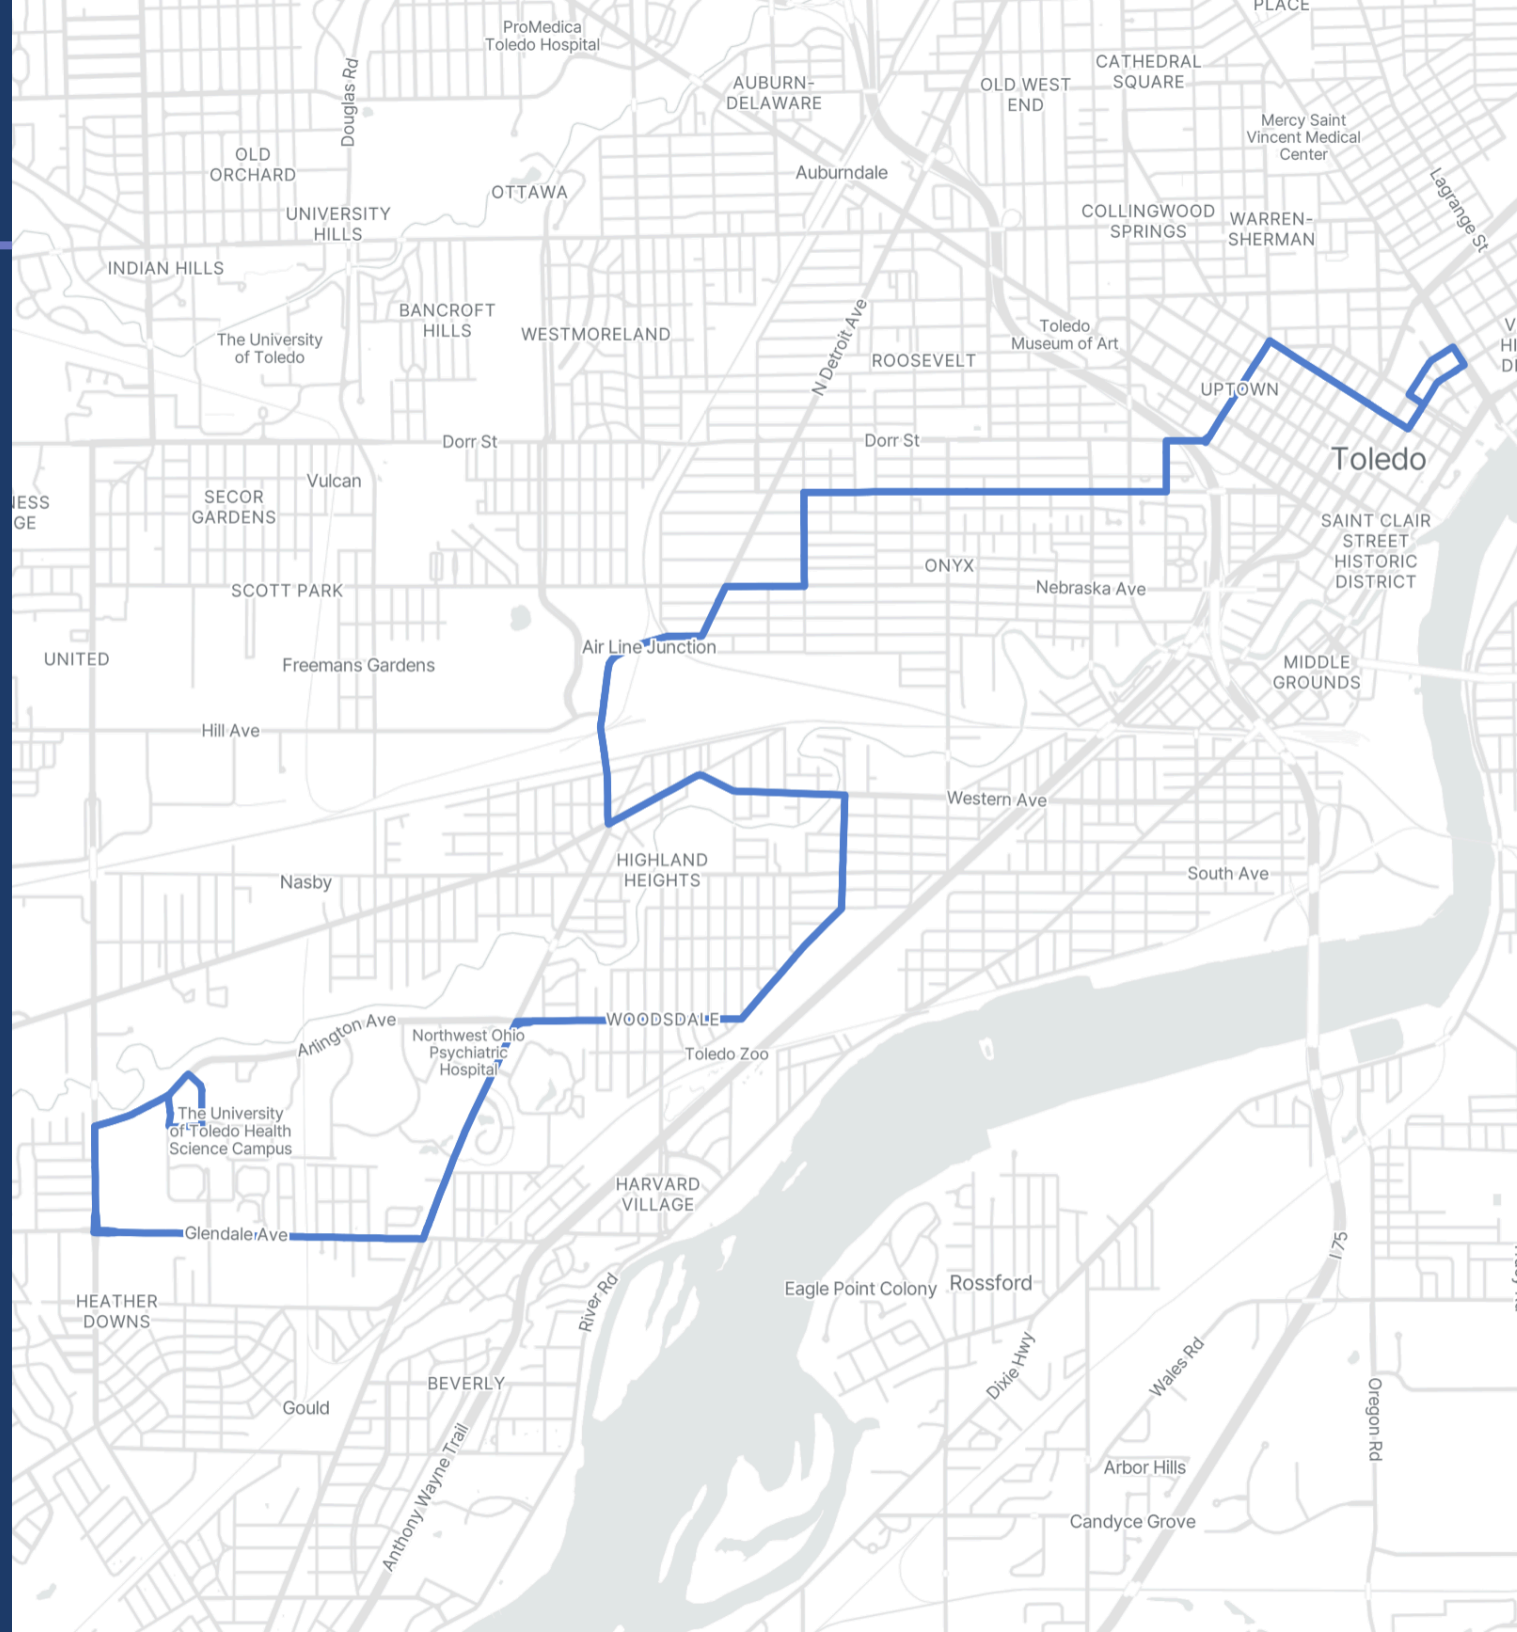 PLACE
ProMedica
Toledo Hospital
CATHEDRAL
SQUARE
Douglas Rd
AUBURN-
DELAWARE
OLD WEST
END
Mercy Saint
Vincent Medical
Center
OLD
ORCHARD
Auburndale
OTTAWA
Lagrange St
UNIVERSITY
HILLS
COLLINGWOOD
SPRINGS
WARREN-
SHERMAN
INDIAN HILLS
BANCROFT
HILLS
The University
of Toledo
WESTMORELAND
N Detroit Ave
ROOSEVELT
Toledo
Museum of Art
V
HI
DI
UPTOWN
Dorr St
Dorr St
Toledo
Vulcan
NESS
GE
SECOR
GARDENS
SAINT CLAIR
STREET
HISTORIC
DISTRICT
ONYX
SCOTT PARK
Nebraska Ave
Air Line Junction
UNITED
Freemans Gardens
MIDDLE
GROUNDS
Hill Ave
Western Ave
HIGHLAND
HEIGHTS
Nasby
South Ave
Arlington Ave
WOODSDALE
Northwest Ohio
Psychiatric
Hospital
Toledo Zoo
The University
of Toledo Health
Science Campus
HARVARD
VILLAGE
Glendale Ave
I 75
Eagle Point Colony
Rossford
River Rd
HEATHER
DOWNS
Dixie Hwy
Wales Rd
BEVERLY
Gould
Oregon Rd
Anthony Wayne Trail
Arbor Hills
Candyce Grove